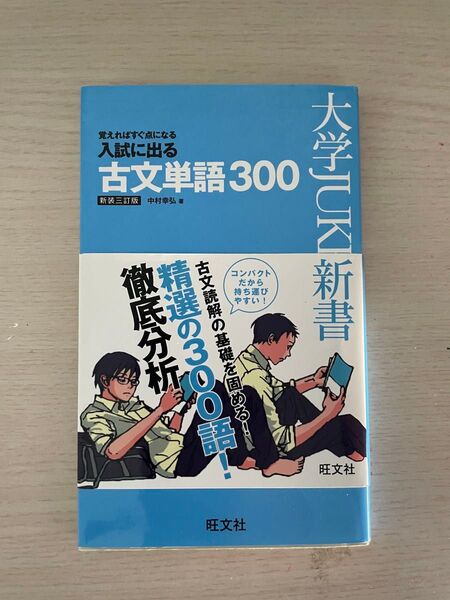 覚えればすぐ点になる
入試に出る
古文単語300
新装三訂版 中村幸弘 著
大学JUKEN新書
コンパクト
だから
持ち運び
やすい!
古文読解の基礎を固める!
精選の300語!
徹底分析
旺文社
旺文社